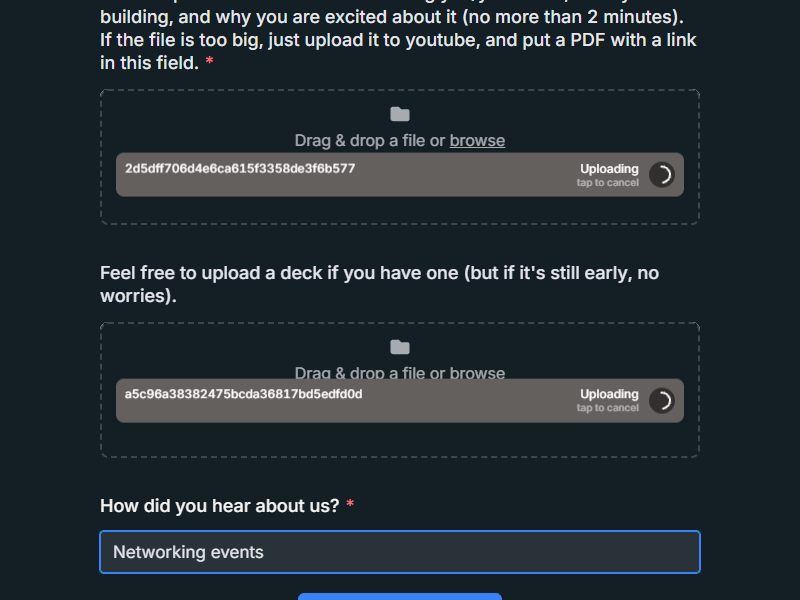 building, and why you are excited about it (no more than 2 minutes).
If the file is too big, just upload it to youtube, and put a PDF with a link
in this field. *
Drag & drop a file or browse
2d5dff706d4e6ca615f3358de3f6b577
Uploading
tap to cancel
Feel free to upload a deck if you have one (but if it's still early, no
worries).
Drag & drop a file or browse
a5c96a38382475bcda36817bd5edfd0d
Uploading
tap to cancel
How did you hear about us? *
Networking events